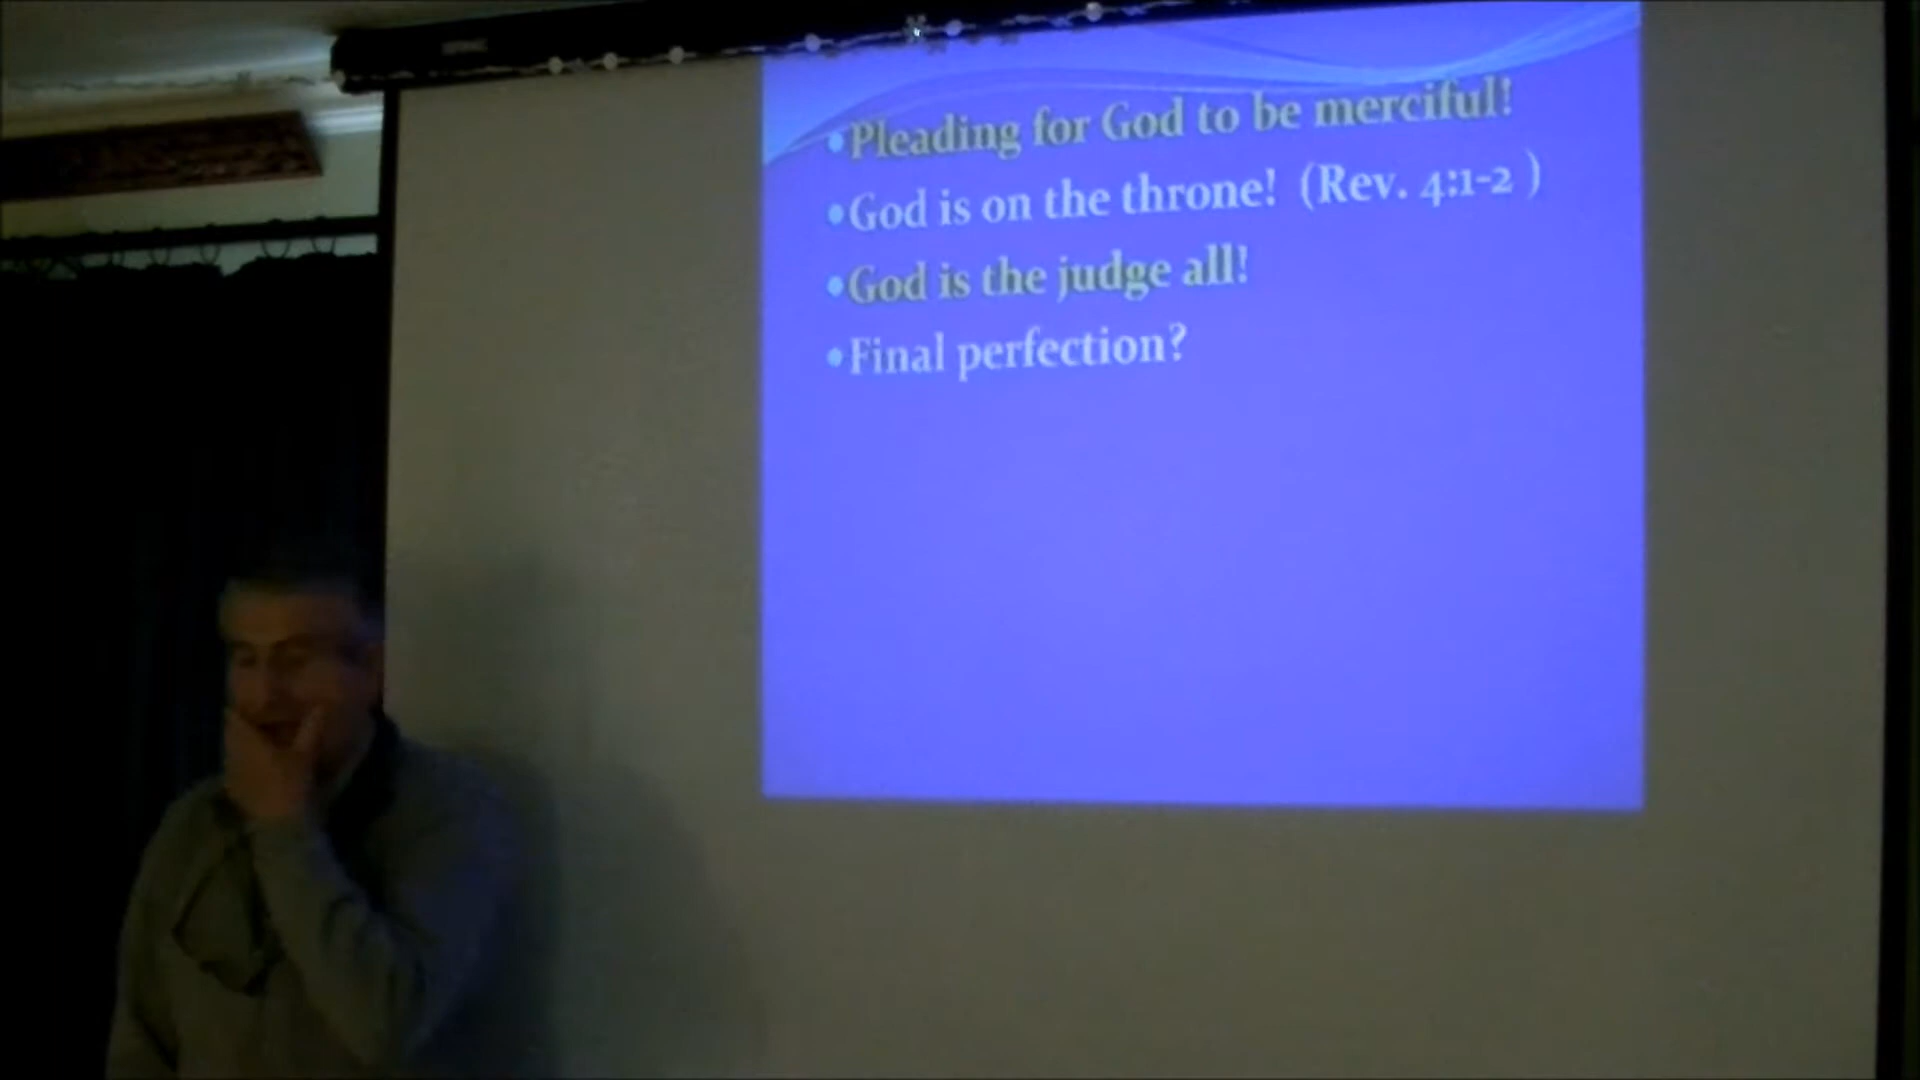 •Pleading for God to be merciful!
•God is on the throne! (Rev. 4:1-2 )
•God is the judge all!
•Final perfection?